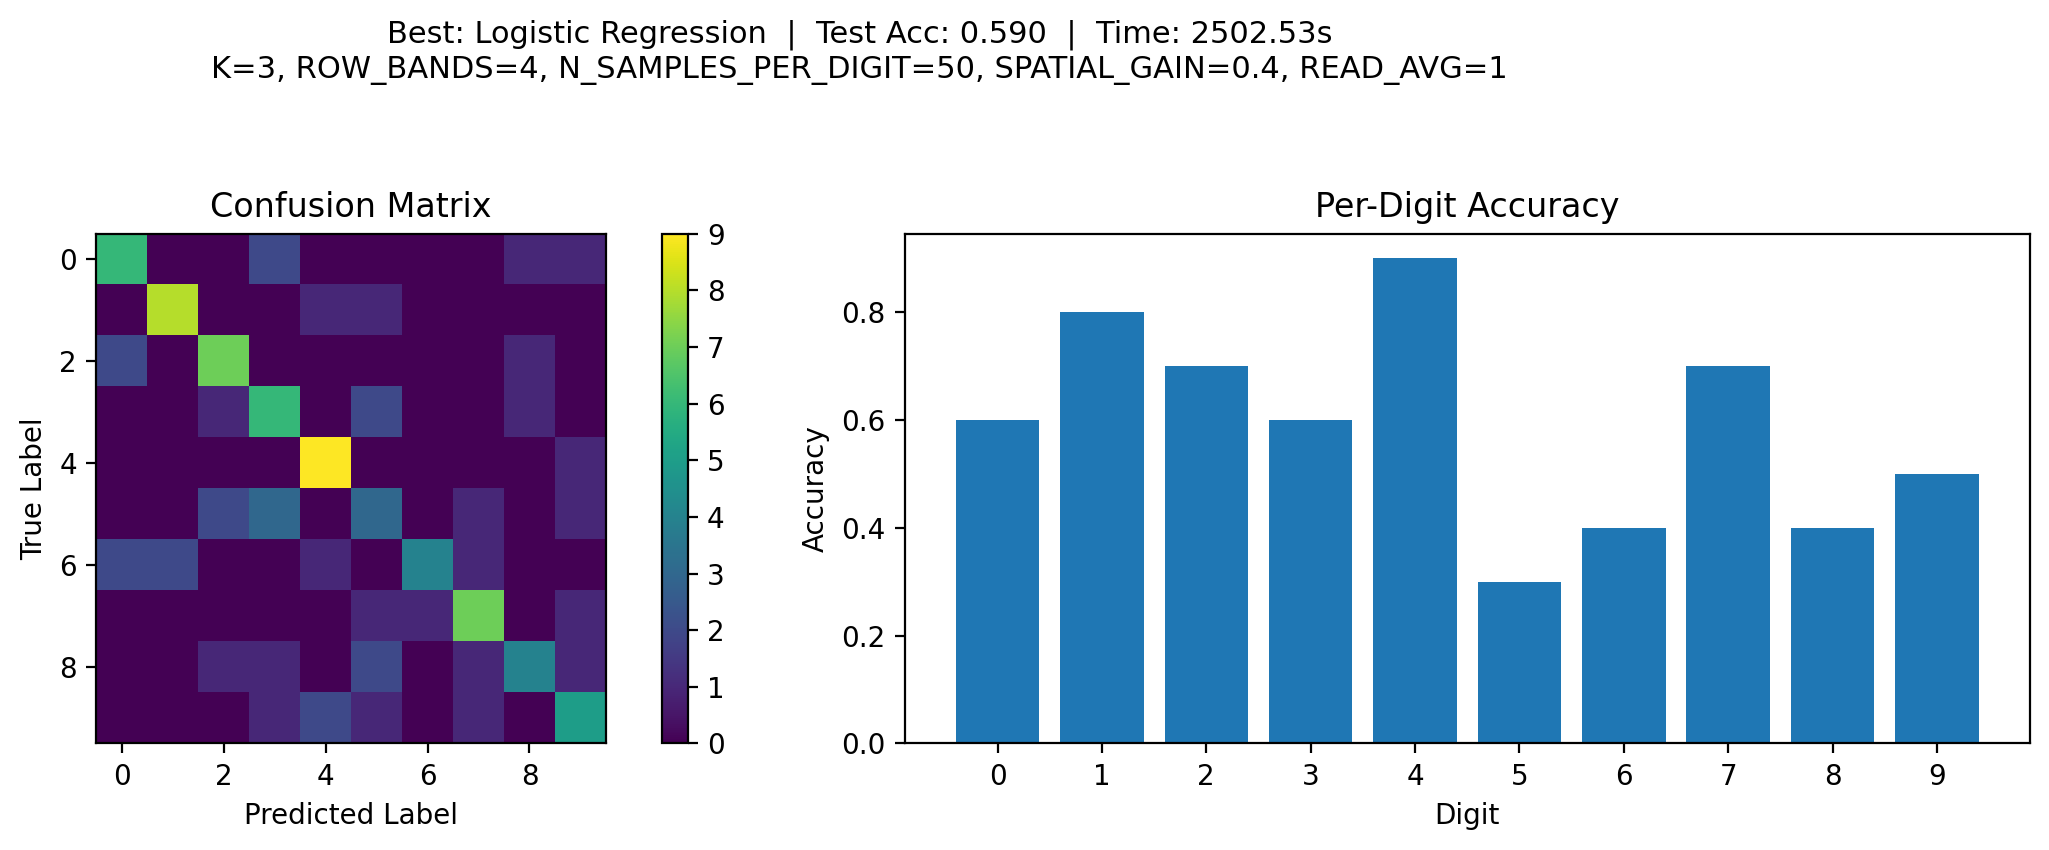 Best: Logistic Regression | Test Acc: 0.590 | Time: 2502.53s
K=3, ROW_BANDS=4, N_SAMPLES_PER_DIGIT=50, SPATIAL_GAIN=0.4, READ_AVG=1
Confusion Matrix
True Label
0
2
4
6
8
0 2 4 6 8
Predicted Label
9
8
7
6
5
4
3
2
1
0
Per-Digit Accuracy
Accuracy
0.8
0.6
0.4
0.2
0.0
0 1 2 3 4 5 6 7 8 9
Digit